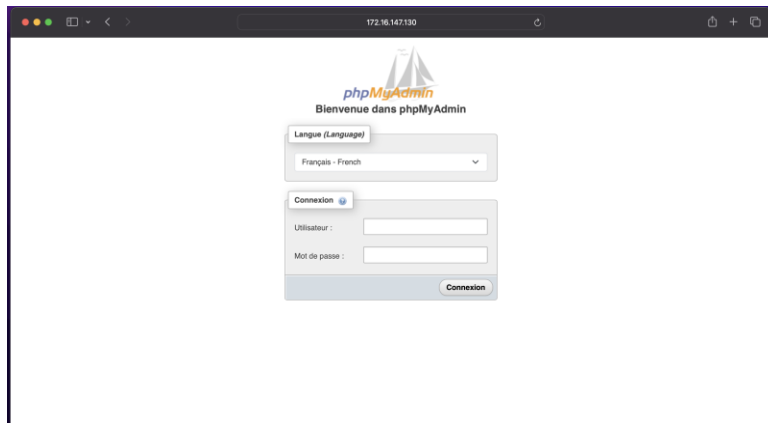 172.16.147.130
phpMyAdmin
Bienvenue dans phpMyAdmin
Langue (Language)
Français - French
Connexion
Utilisateur :
Mot de passe :
Connexion